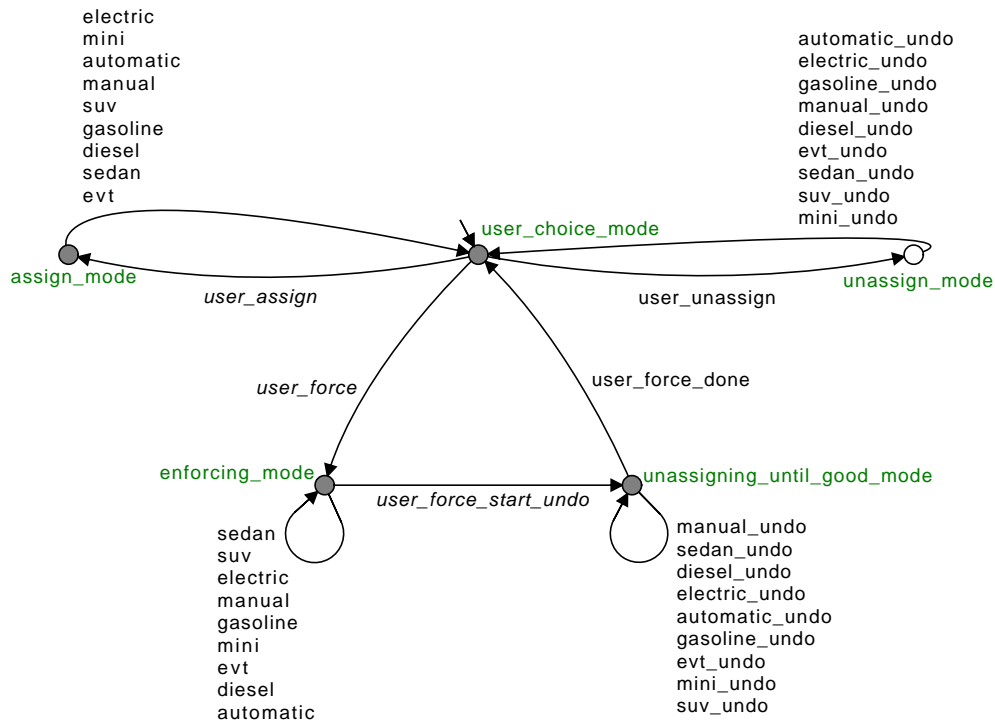 electric
mini
automatic
manual
suv
gasoline
diesel
sedan
evt
automatic_undo
electric_undo
gasoline_undo
manual_undo
diesel_undo
evt_undo
sedan_undo
suv_undo
mini_undo
user_choice_mode
assign_mode
unassign_mode
user_assign
user_unassign
user_force
user_force_done
enforcing_mode
unassigning_until_good_mode
user_force_start_undo
sedan
suv
electric
manual
gasoline
mini
evt
diesel
automatic
manual_undo
sedan_undo
diesel_undo
electric_undo
automatic_undo
gasoline_undo
evt_undo
mini_undo
suv_undo